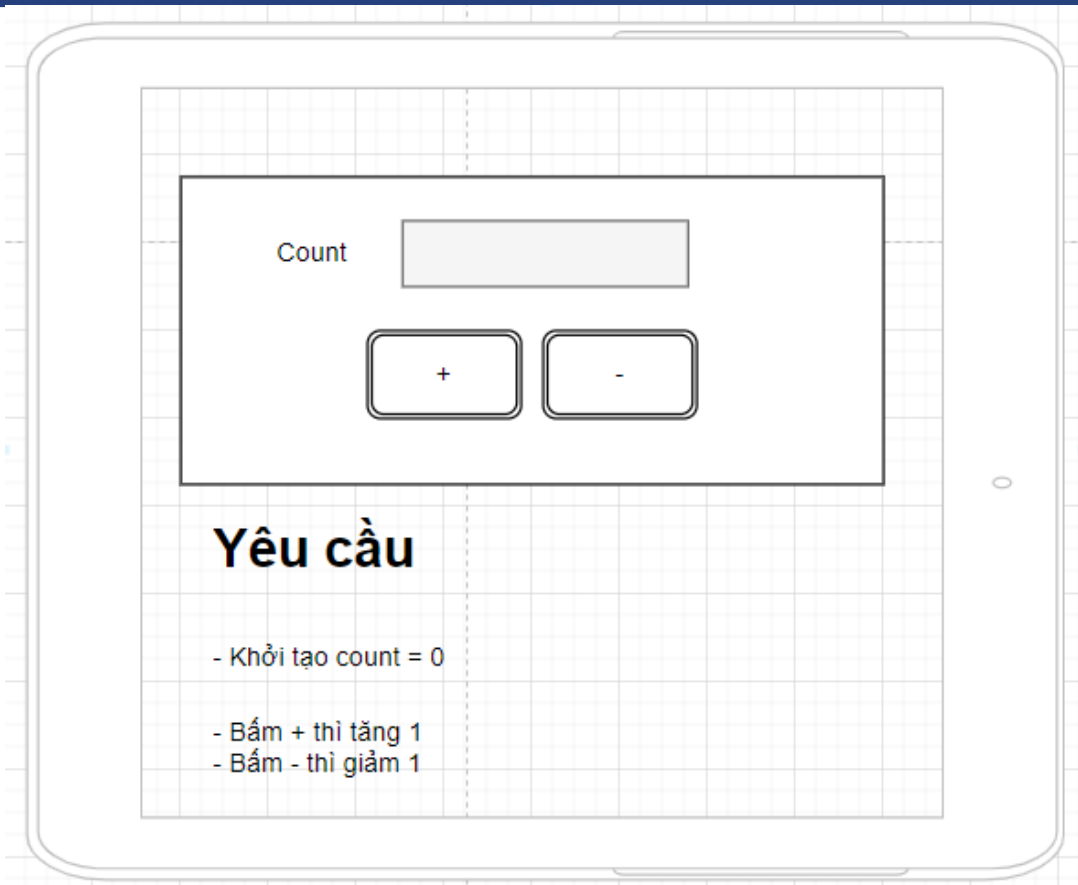 Count
+
-
Yêu cầu
- Khởi tạo count = 0
- Bấm + thì tăng 1
- Bấm - thì giảm 1